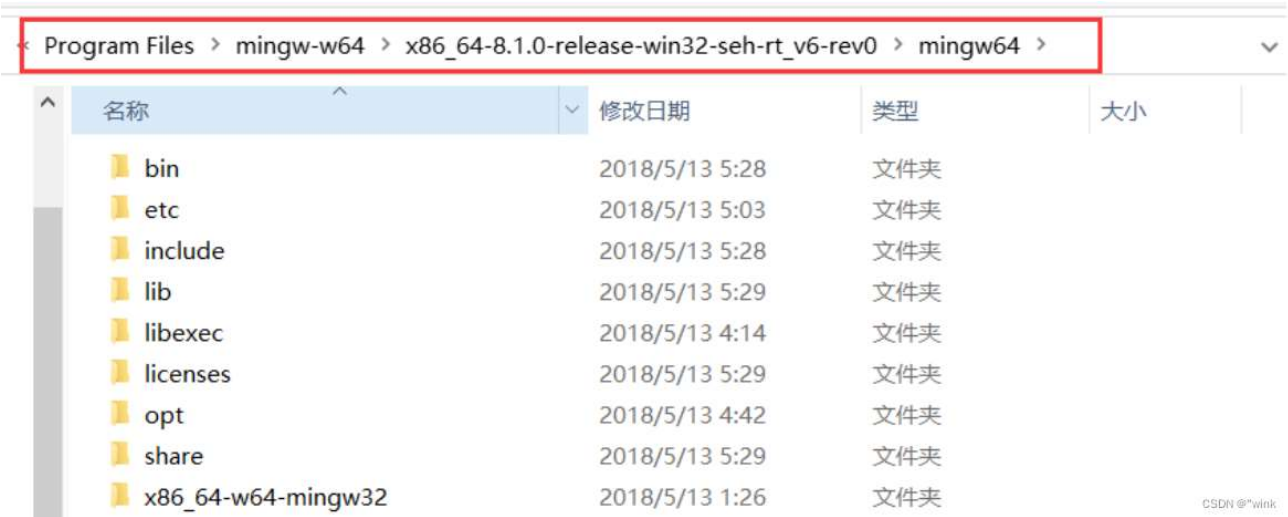 « Program Files > mingw-w64 > x86_64-8.1.0-release-win32-seh-rt_v6-rev0 > mingw64 >
名称 修改日期 类型 大小
bin 2018/5/13 5:28 文件夹
etc 2018/5/13 5:03 文件夹
include 2018/5/13 5:28 文件夹
lib 2018/5/13 5:29 文件夹
libexec 2018/5/13 4:14 文件夹
licenses 2018/5/13 5:29 文件夹
opt 2018/5/13 4:42 文件夹
share 2018/5/13 5:29 文件夹
x86_64-w64-mingw32 2018/5/13 1:26 文件夹
CSDN @"wink